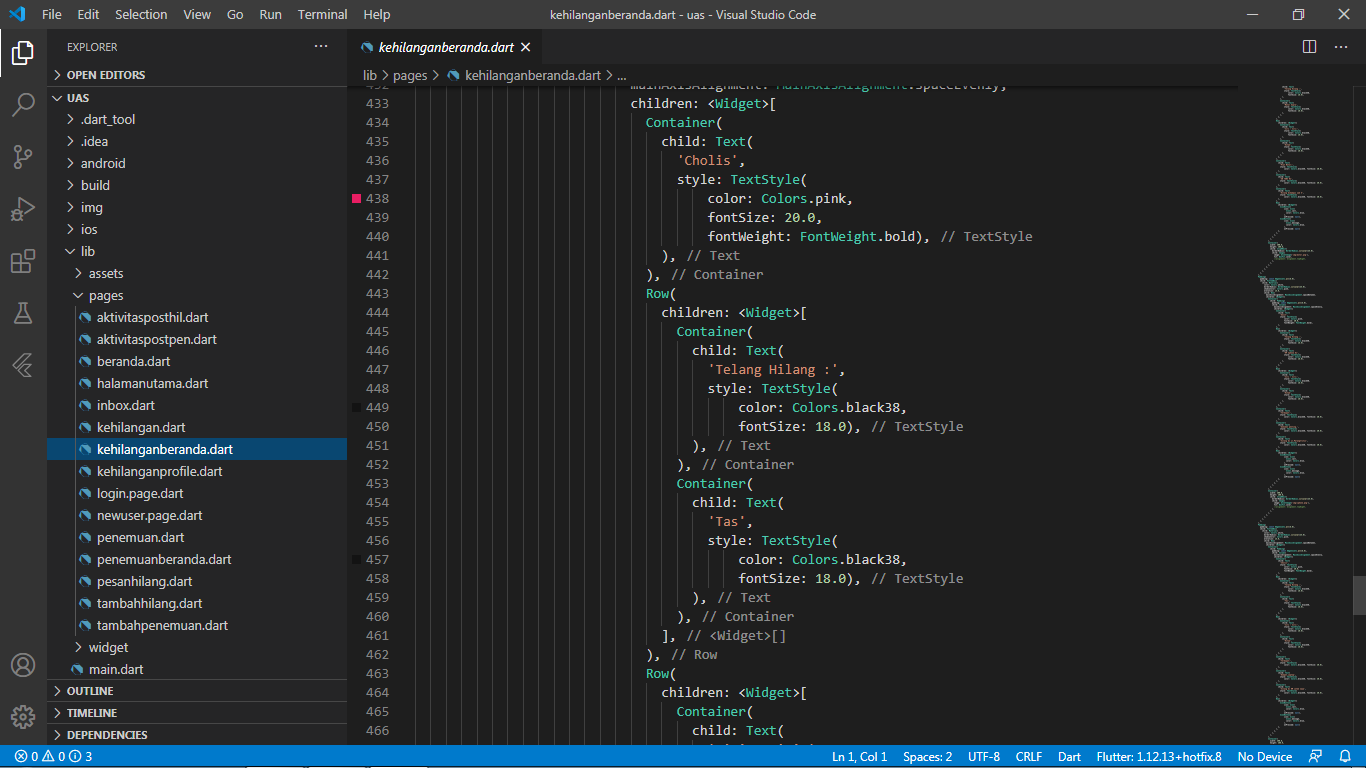 File Edit Selection View Go Run Terminal Help
kehilanganberanda.dart - uas - Visual Studio Code
EXPLORER
OPEN EDITORS
UAS
.dart_tool
.idea
android
build
img
ios
lib
assets
pages
aktivitasposthil.dart
aktivitaspostpen.dart
beranda.dart
halamanutama.dart
inbox.dart
kehilangan.dart
kehilanganberanda.dart
kehilanganprofile.dart
login.page.dart
newuser.page.dart
penemuan.dart
penemuanberanda.dart
pesanhilang.dart
tambahhilang.dart
tambahpenemuan.dart
widget
main.dart
OUTLINE
TIMELINE
DEPENDENCIES
kehilanganberanda.dart
lib > pages > kehilanganberanda.dart > ...
432 mainAxisAlignment: MainAxisAlignment.spaceEvenly,
433 children: <Widget>[
434 Container(
435 child: Text(
436 'Cholis',
437 style: TextStyle(
438 color: Colors.pink,
439 fontSize: 20.0,
440 fontWeight: FontWeight.bold), // TextStyle
441 ), // Text
442 ), // Container
443 Row(
444 children: <Widget>[
445 Container(
446 child: Text(
447 'Telang Hilang :',
448 style: TextStyle(
449 color: Colors.black38,
450 fontSize: 18.0), // TextStyle
451 ), // Text
452 ), // Container
453 Container(
454 child: Text(
455 'Tas',
456 style: TextStyle(
457 color: Colors.black38,
458 fontSize: 18.0), // TextStyle
459 ), // Text
460 ), // Container
461 ], // <Widget>[]
462 ), // Row
463 Row(
464 children: <Widget>[
465 Container(
466 child: Text(
0 0 3
Ln 1, Col 1 Spaces: 2 UTF-8 CRLF Dart Flutter: 1.12.13+hotfix.8 No Device